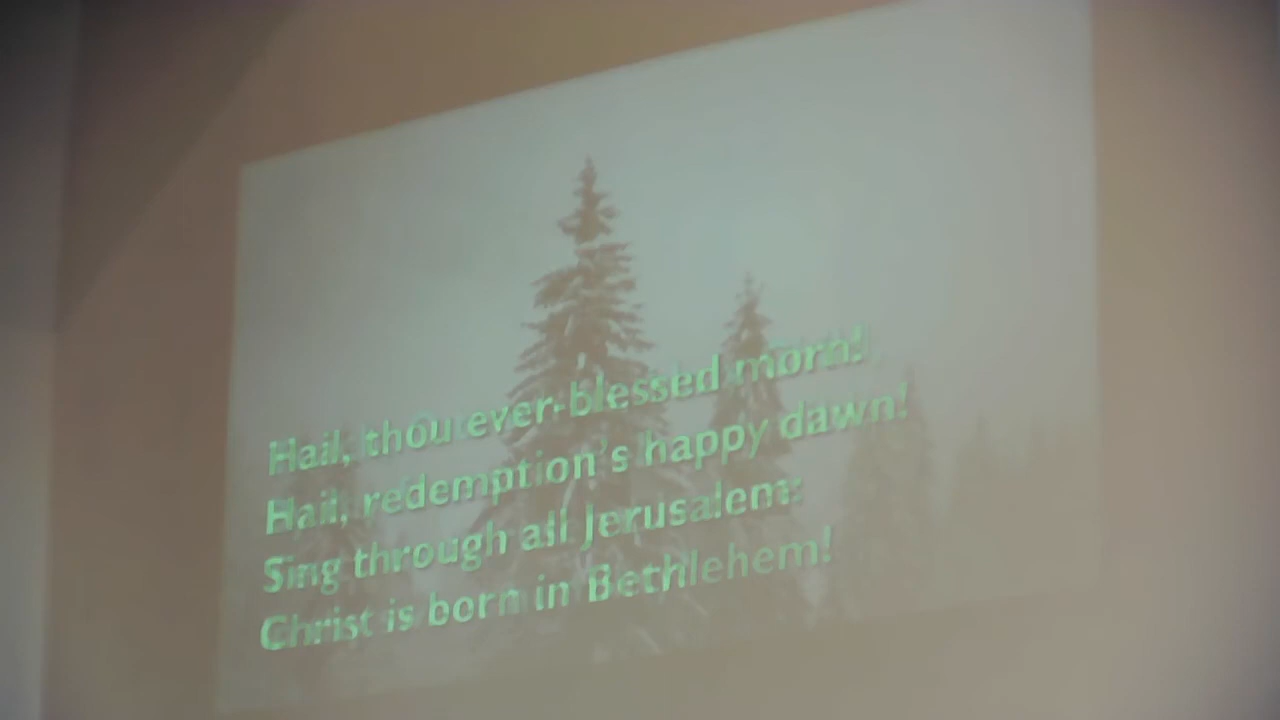 Hail, thou ever-blessed morn!
Hail, redemption's happy dawn!
Sing through all Jerusalem:
Christ is born in Bethlehem!